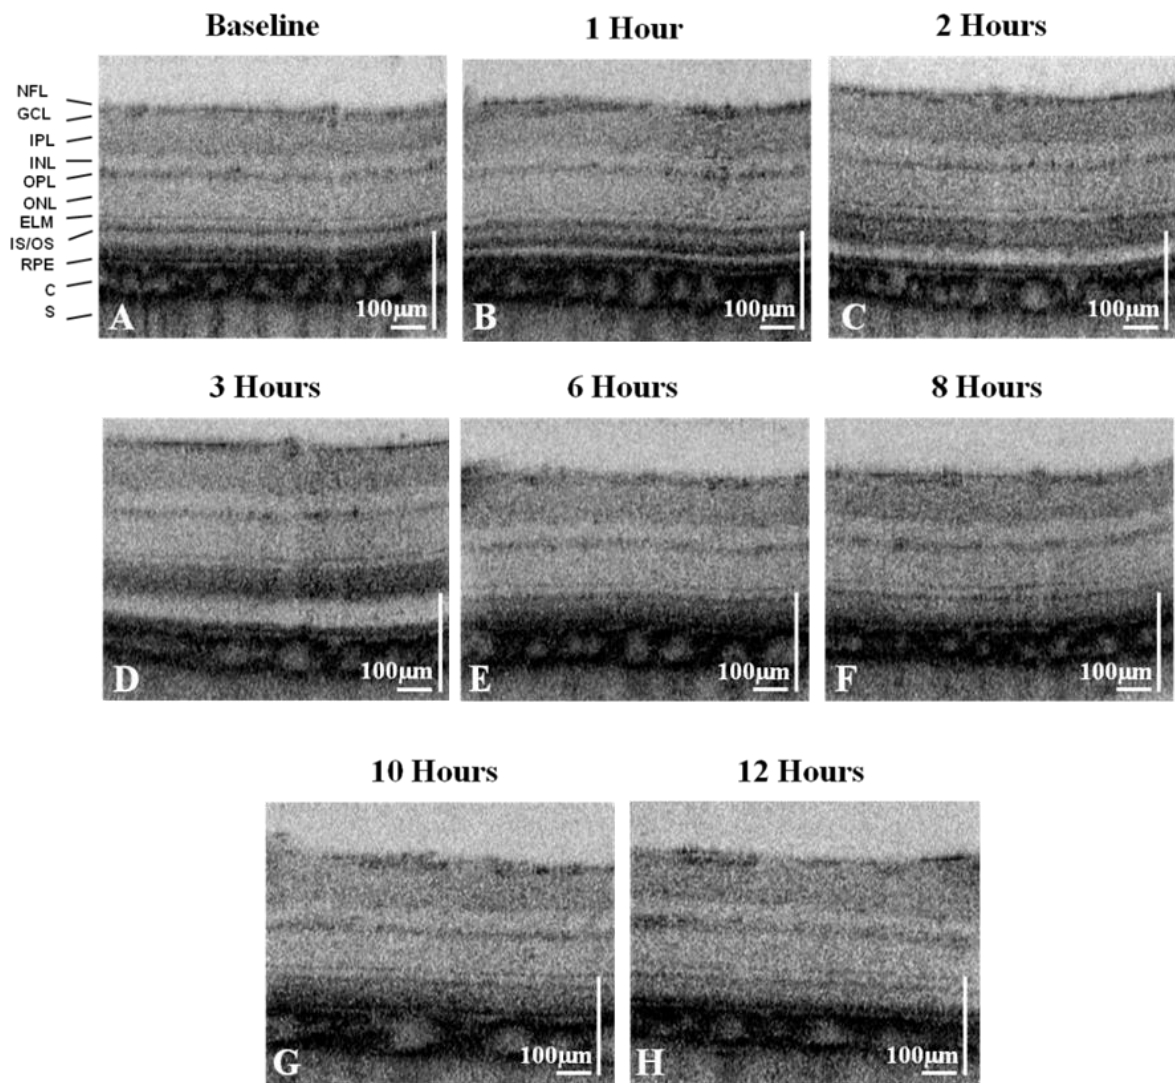 Baseline
1 Hour
2 Hours
NFL
GCL
IPL
INL
OPL
ONL
ELM
IS/OS
RPE
C
S
A
100μm
B
100μm
C
100μm
3 Hours
6 Hours
8 Hours
D
100μm
E
100μm
F
100μm
10 Hours
12 Hours
G
100μm
H
100μm